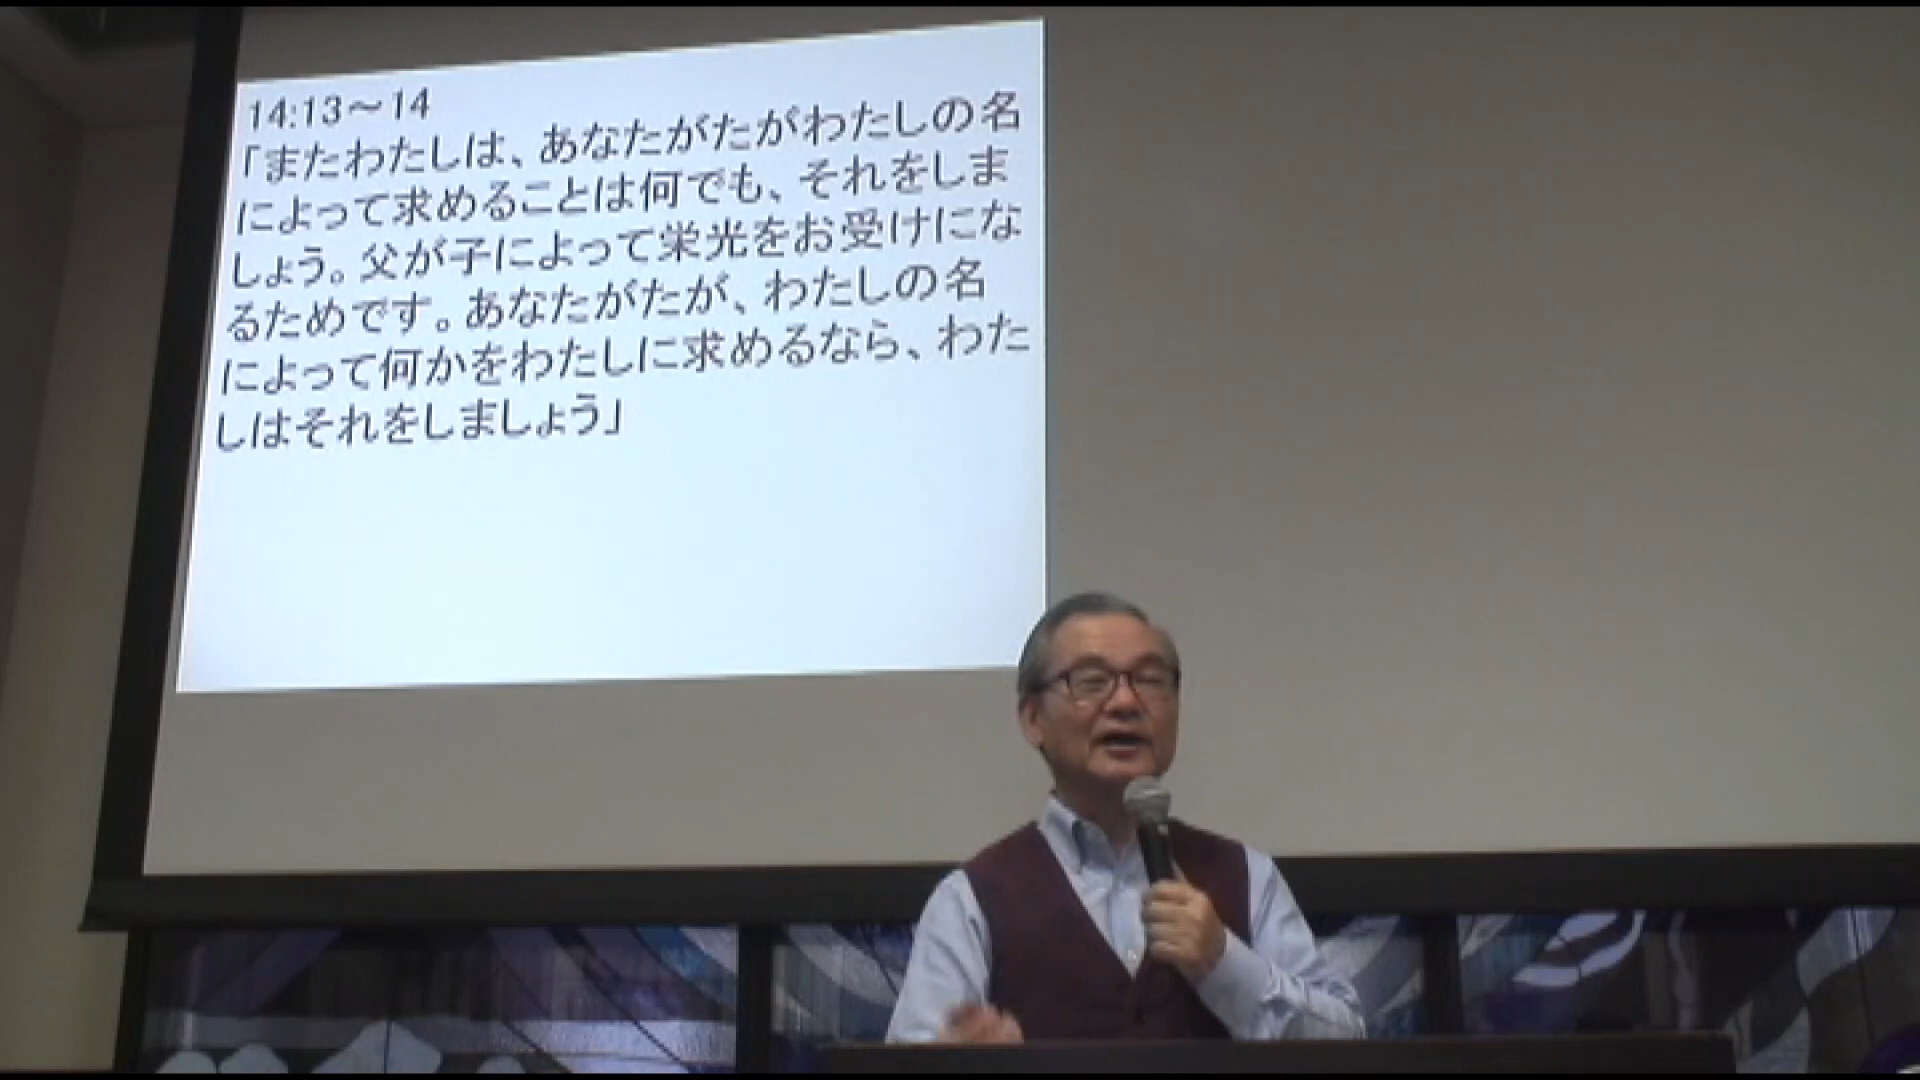 14:13～14
「またわたしは、あなたがたがわたしの名
によって求めることは何でも、それをしま
しょう。父が子によって栄光をお受けにな
るためです。あなたがたが、わたしの名
によって何かをわたしに求めるなら、わた
しはそれをしましょう」